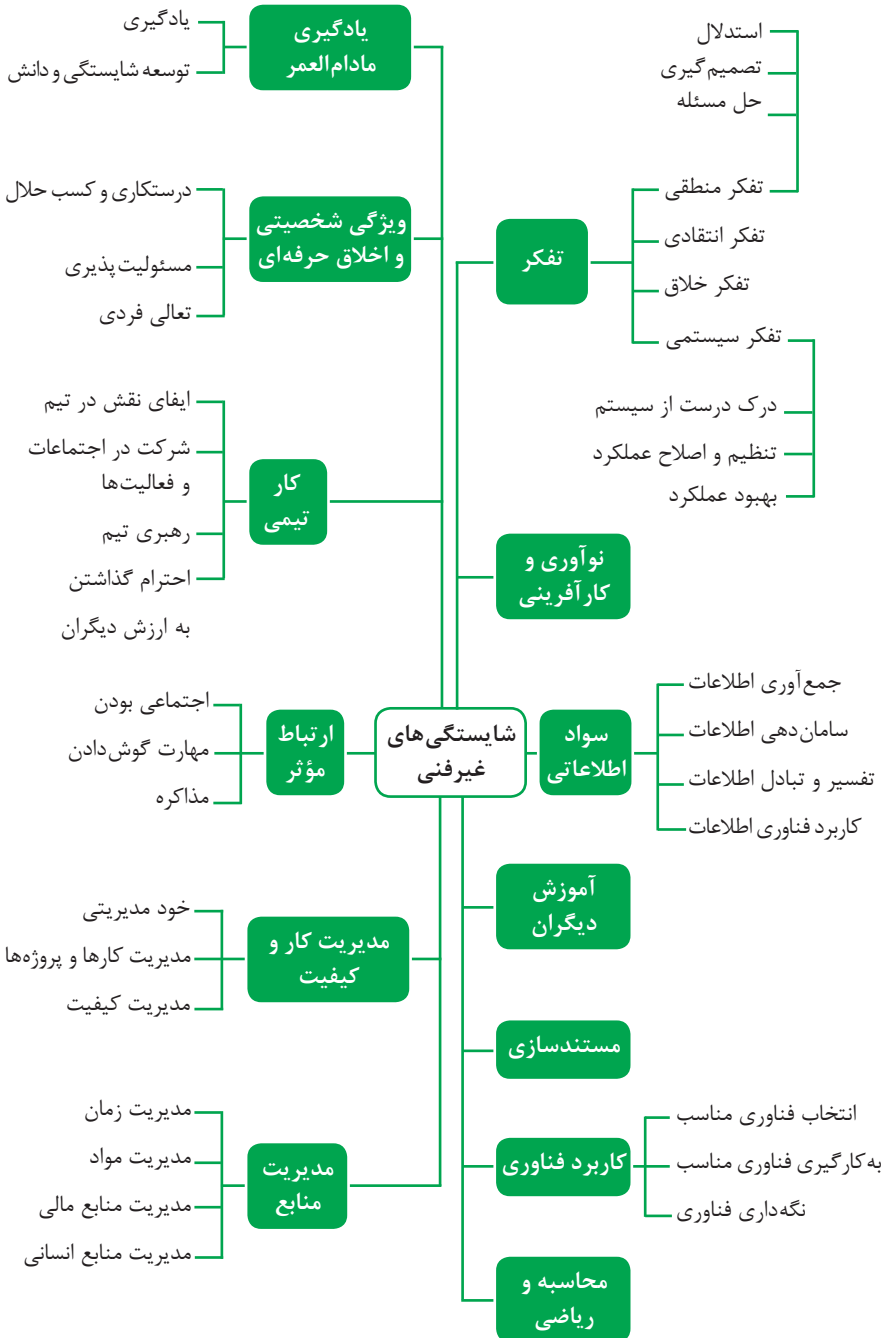 استدلال
تصمیم‌گیری
حل مسئله
تفکر منطقی
تفکر انتقادی
تفکر خلاق
تفکر سیستمی
درک درست از سیستم
تنظیم و اصلاح عملکرد
بهبود عملکرد
تفکر
نوآوری و
کارآفرینی
سواد
اطلاعاتی
جمع‌آوری اطلاعات
سامان‌دهی اطلاعات
تفسیر و تبادل اطلاعات
کاربرد فناوری اطلاعات
آموزش
دیگران
مستندسازی
کاربرد فناوری
انتخاب فناوری مناسب
به‌کارگیری فناوری مناسب
نگه‌داری فناوری
محاسبه و
ریاضی
شایستگی‌های
غیرفنی
یادگیری
مادام‌العمر
یادگیری
توسعه شایستگی و دانش
ویژگی شخصیتی
و اخلاق حرفه‌ای
درستکاری و کسب حلال
مسئولیت‌پذیری
تعالی فردی
کار
تیمی
ایفای نقش در تیم
شرکت در اجتماعات
و فعالیت‌ها
رهبری تیم
احترام گذاشتن
به ارزش دیگران
ارتباط
مؤثر
اجتماعی بودن
مهارت گوش‌دادن
مذاکره
مدیریت کار و
کیفیت
خود مدیریتی
مدیریت کارها و پروژه‌ها
مدیریت کیفیت
مدیریت
منابع
مدیریت زمان
مدیریت مواد
مدیریت منابع مالی
مدیریت منابع انسانی